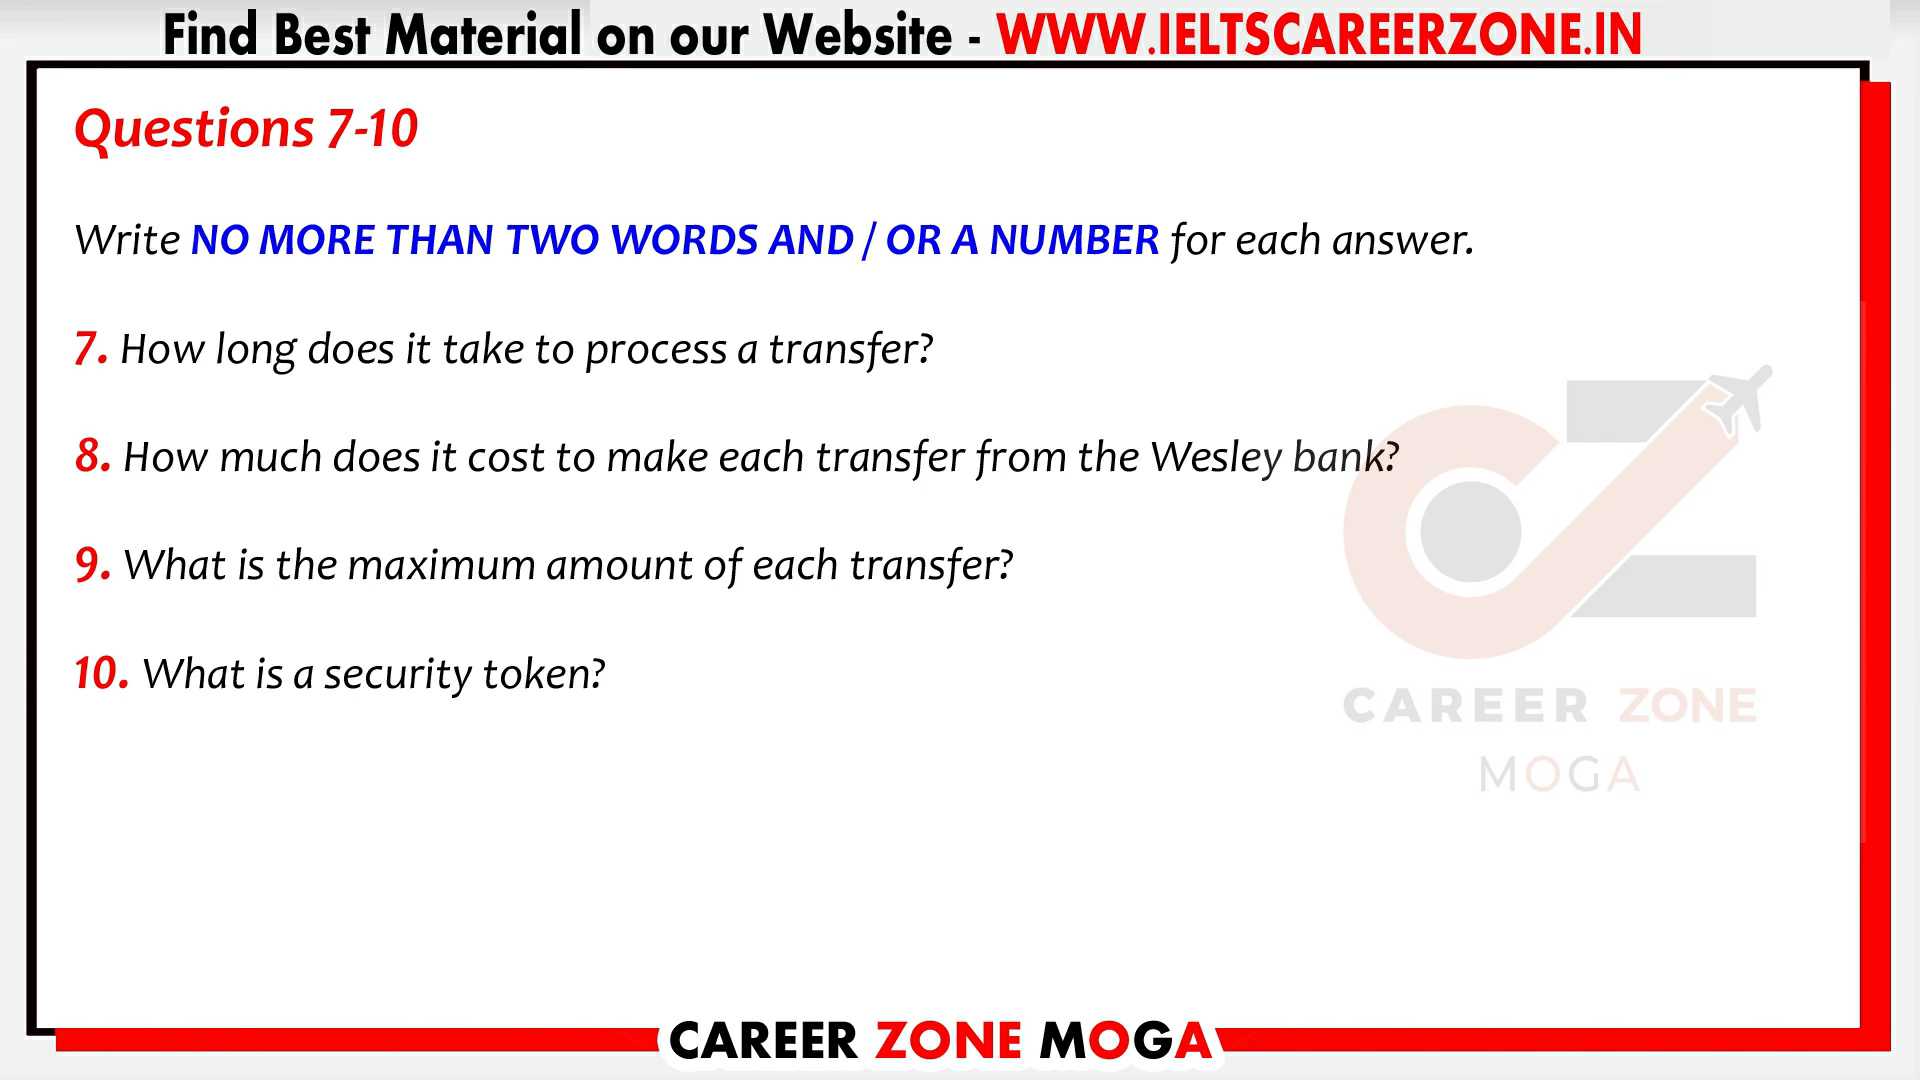 Find Best Material on our Website - WWW.IELTSCAREERZONE.IN
Questions 7-10
Write NO MORE THAN TWO WORDS AND / OR A NUMBER for each answer.
7. How long does it take to process a transfer?
8. How much does it cost to make each transfer from the Wesley bank?
9. What is the maximum amount of each transfer?
10. What is a security token?
CAREER ZONE
MOGA
CAREER ZONE MOGA